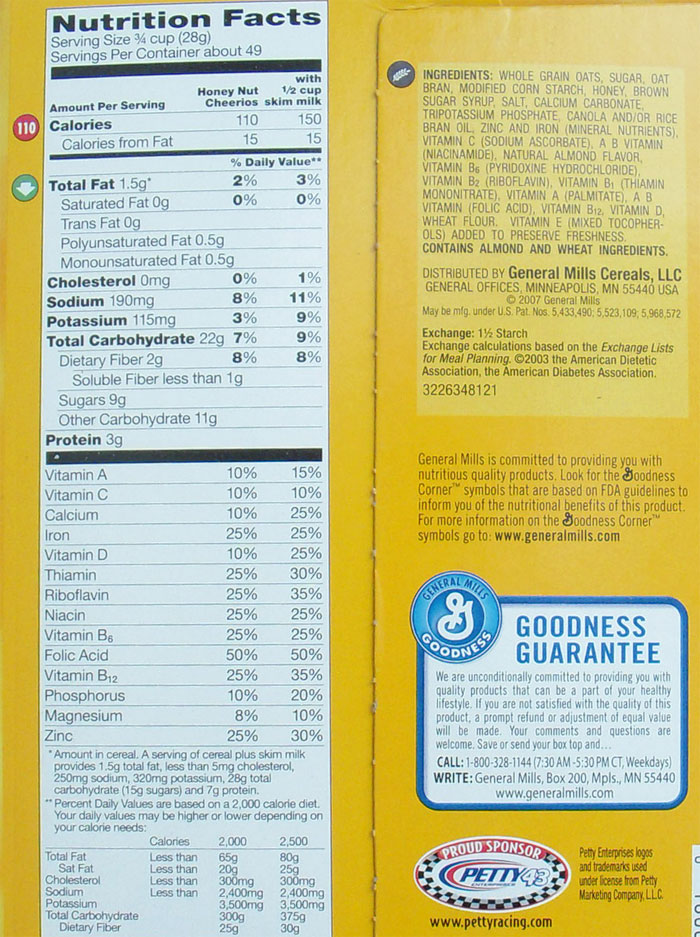 Nutrition Facts
Serving Size ¾ cup (28g)
Servings Per Container about 49
with
Honey Nut ½ cup
Amount Per Serving Cheerios skim milk
110
Calories 110 150
Calories from Fat 15 15
% Daily Value**
Total Fat 1.5g* 2% 3%
Saturated Fat 0g 0% 0%
Trans Fat 0g
Polyunsaturated Fat 0.5g
Monounsaturated Fat 0.5g
Cholesterol 0mg 0% 1%
Sodium 190mg 8% 11%
Potassium 115mg 3% 9%
Total Carbohydrate 22g 7% 9%
Dietary Fiber 2g 8% 8%
Soluble Fiber less than 1g
Sugars 9g
Other Carbohydrate 11g
Protein 3g
Vitamin A 10% 15%
Vitamin C 10% 10%
Calcium 10% 25%
Iron 25% 25%
Vitamin D 10% 25%
Thiamin 25% 30%
Riboflavin 25% 35%
Niacin 25% 25%
Vitamin B6 25% 25%
Folic Acid 50% 50%
Vitamin B12 25% 35%
Phosphorus 10% 20%
Magnesium 8% 10%
Zinc 25% 30%
*Amount in cereal. A serving of cereal plus skim milk
provides 1.5g total fat, less than 5mg cholesterol,
250mg sodium, 320mg potassium, 28g total
carbohydrate (15g sugars) and 7g protein.
**Percent Daily Values are based on a 2,000 calorie diet.
Your daily values may be higher or lower depending on
your calorie needs:
Calories 2,000 2,500
Total Fat Less than 65g 80g
Sat Fat Less than 20g 25g
Cholesterol Less than 300mg 300mg
Sodium Less than 2,400mg 2,400mg
Potassium 3,500mg 3,500mg
Total Carbohydrate 300g 375g
Dietary Fiber 25g 30g
INGREDIENTS: WHOLE GRAIN OATS, SUGAR, OAT
BRAN, MODIFIED CORN STARCH, HONEY, BROWN
SUGAR SYRUP, SALT, CALCIUM CARBONATE,
TRIPOTASSIUM PHOSPHATE, CANOLA AND/OR RICE
BRAN OIL, ZINC AND IRON (MINERAL NUTRIENTS),
VITAMIN C (SODIUM ASCORBATE), A B VITAMIN
(NIACINAMIDE), NATURAL ALMOND FLAVOR,
VITAMIN B6 (PYRIDOXINE HYDROCHLORIDE),
VITAMIN B2 (RIBOFLAVIN), VITAMIN B1 (THIAMIN
MONONITRATE), VITAMIN A (PALMITATE), A B
VITAMIN (FOLIC ACID), VITAMIN B12, VITAMIN D,
WHEAT FLOUR. VITAMIN E (MIXED TOCOPHER-
OLS) ADDED TO PRESERVE FRESHNESS.
CONTAINS ALMOND AND WHEAT INGREDIENTS.
DISTRIBUTED BY General Mills Cereals, LLC
GENERAL OFFICES, MINNEAPOLIS, MN 55440 USA
© 2007 General Mills
May be mfg. under U.S. Pat. Nos. 5,433,490; 5,523,109; 5,968,572
Exchange: 1½ Starch
Exchange calculations based on the Exchange Lists
for Meal Planning. ©2003 the American Dietetic
Association, the American Diabetes Association.
3226348121
General Mills is committed to providing you with
nutritious quality products. Look for the Goodness
Corner™ symbols that are based on FDA guidelines to
inform you of the nutritional benefits of this product.
For more information on the Goodness Corner™
symbols go to: www.generalmills.com
GENERAL MILLS
G
GOODNESS
GOODNESS
GUARANTEE
We are unconditionally committed to providing you with
quality products that can be a part of your healthy
lifestyle. If you are not satisfied with the quality of this
product, a prompt refund or adjustment of equal value
will be made. Your comments and questions are
welcome. Save or send your box top and...
CALL: 1-800-328-1144 (7:30 AM-5:30 PM CT, Weekdays)
WRITE: General Mills, Box 200, Mpls., MN 55440
www.generalmills.com
PROUD SPONSOR
PETTY 43
ENTERPRISES
www.pettyracing.com
Petty Enterprises logos
and trademarks used
under license from Petty
Marketing Company, L.L.C.